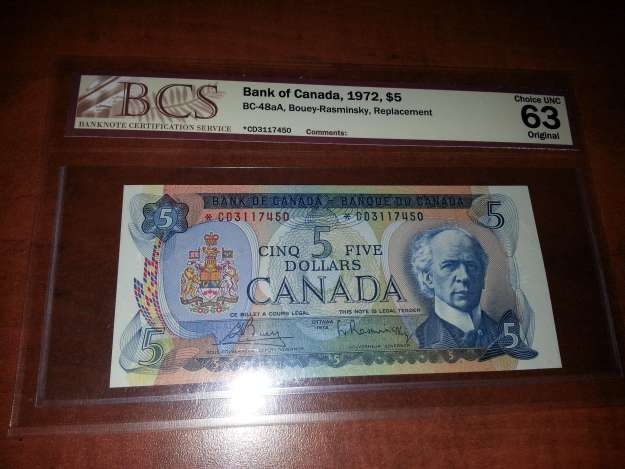 BCS
BANKNOTE CERTIFICATION SERVICE
Bank of Canada, 1972, $5
BC-48aA, Bouey-Rasminsky, Replacement
*CD3117450 Comments:
Choice UNC
63
Original
BANK OF CANADA - BANQUE DU CANADA
*CD3117450 *CD3117450
5 5
CINQ 5 FIVE
DOLLARS
CANADA
CE BILLET A COURS LÉGAL THIS NOTE IS LEGAL TENDER
OTTAWA
1972
5 5